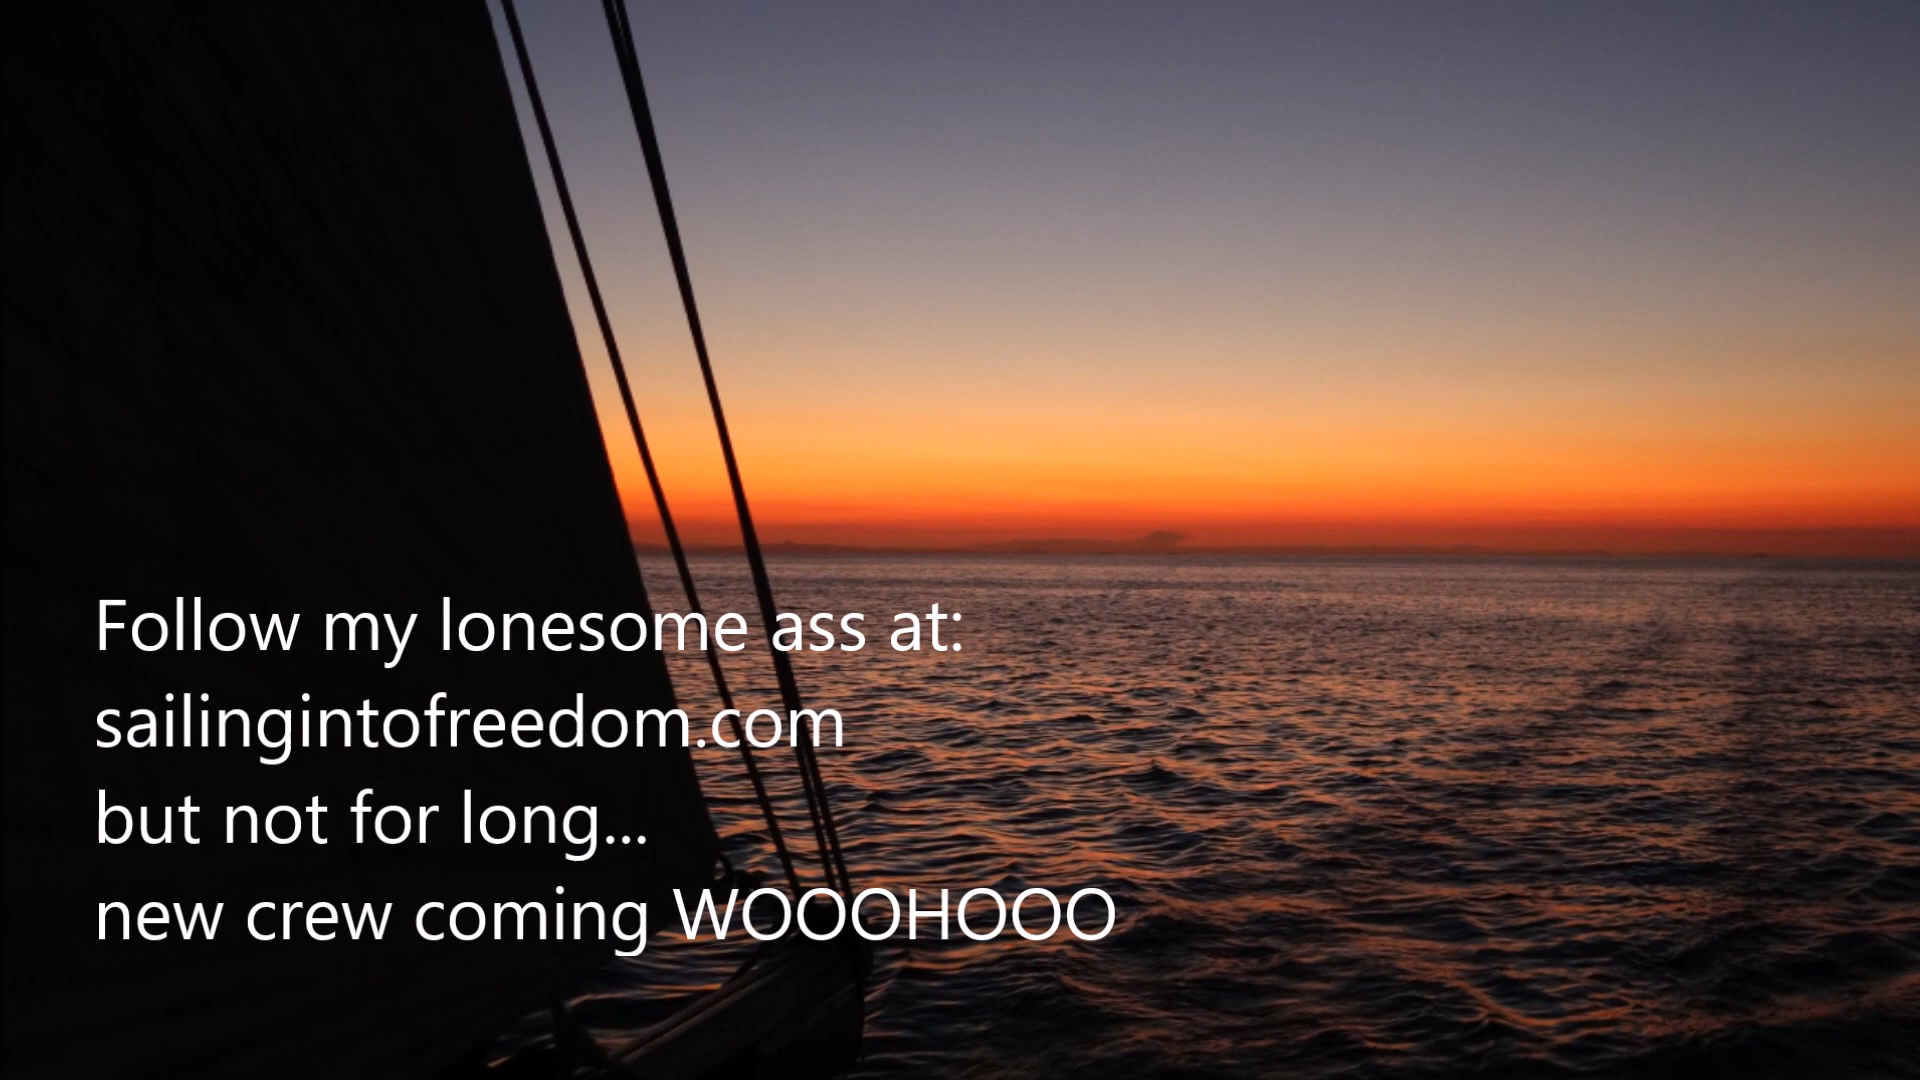 Follow my lonesome ass at:
sailingintofreedom.com
but not for long...
new crew coming WOOOHOOO